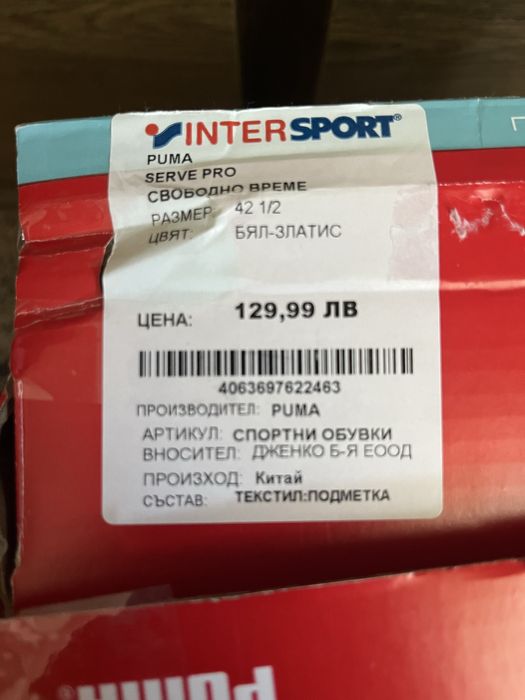 INTERSPORT®
PUMA
SERVE PRO
СВОБОДНО ВРЕМЕ
РАЗМЕР 42 1/2
ЦВЯТ: БЯЛ-ЗЛАТИС
ЦЕНА: 129,99 ЛВ
4063697622463
ПРОИЗВОДИТЕЛ: PUMA
АРТИКУЛ: СПОРТНИ ОБУВКИ
ВНОСИТЕЛ: ДЖЕНКО Б-Я ЕООД
ПРОИЗХОД: Китай
СЪСТАВ: ТЕКСТИЛ:ПОДМЕТКА
PUMA